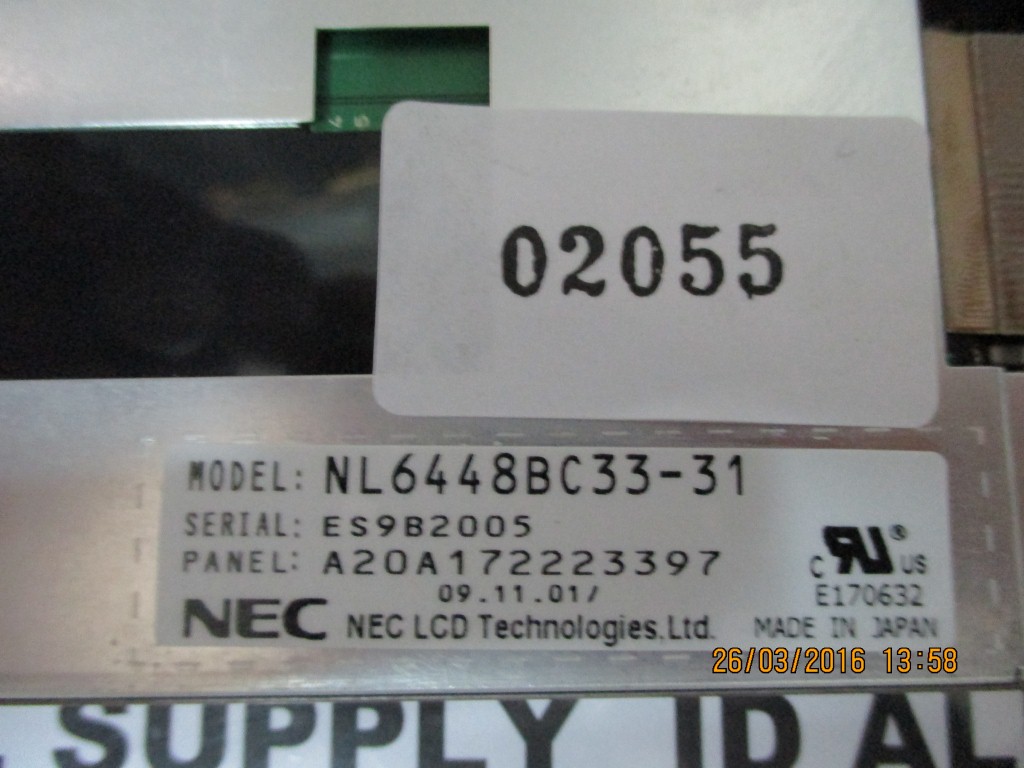 02055
MODEL: NL6448BC33-31
SERIAL: ES9B2005
PANEL: A20A172223397
09.11.01/
C RU® US
E170632
NEC NEC LCD Technologies,Ltd. MADE IN JAPAN
26/03/2016 13:58
SUPPLY ID AL